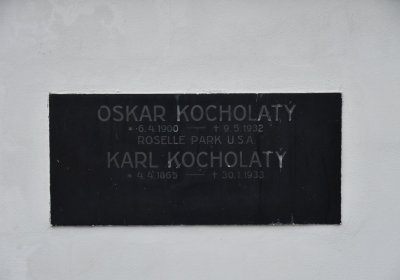 OSKAR KOCHOLATÝ
* 6.4.1900 — † 9.5.1932
ROSELLE PARK U.S.A
KARL KOCHOLATÝ
* 4.4.1865 — † 30.1.1933